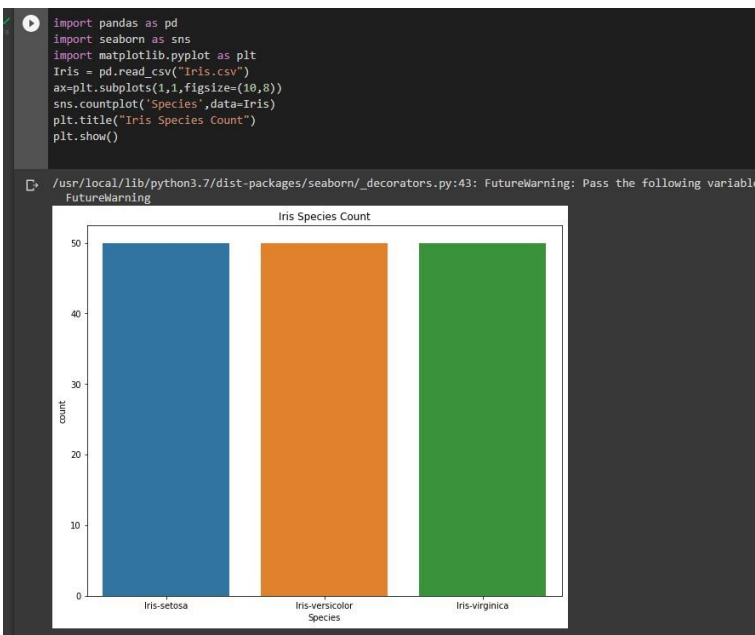 import pandas as pd
import seaborn as sns
import matplotlib.pyplot as plt
Iris = pd.read_csv("Iris.csv")
ax=plt.subplots(1,1,figsize=(10,8))
sns.countplot('Species',data=Iris)
plt.title("Iris Species Count")
plt.show()
/usr/local/lib/python3.7/dist-packages/seaborn/_decorators.py:43: FutureWarning: Pass the following variable
FutureWarning
Iris Species Count
50
40
30
count
20
10
0
Iris-setosa Iris-versicolor Iris-virginica
Species